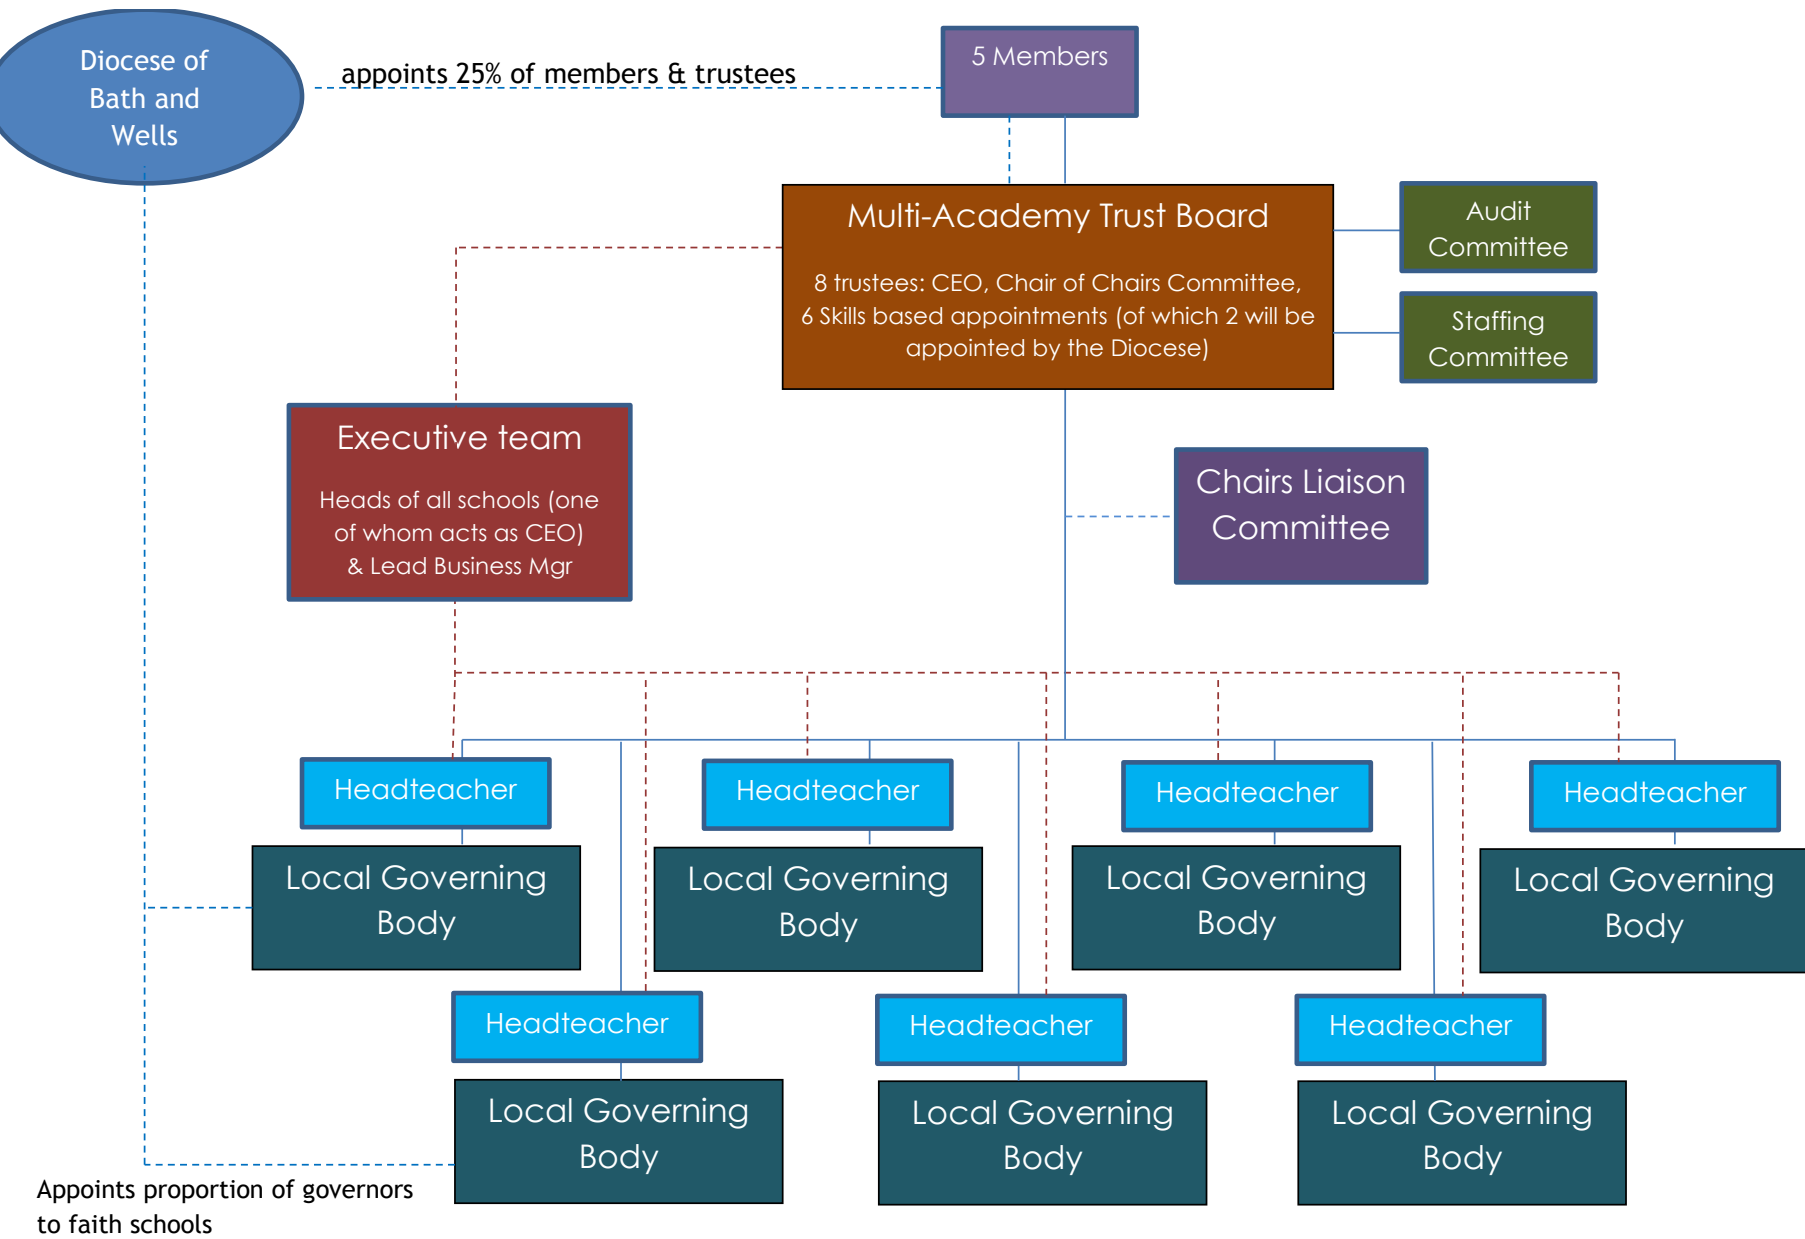 Diocese of
Bath and
Wells
appoints 25% of members & trustees
5 Members
Multi-Academy Trust Board
8 trustees: CEO, Chair of Chairs Committee,
6 Skills based appointments (of which 2 will be
appointed by the Diocese)
Audit
Committee
Staffing
Committee
Executive team
Heads of all schools (one
of whom acts as CEO)
& Lead Business Mgr
Chairs Liaison
Committee
Headteacher
Headteacher
Headteacher
Headteacher
Local Governing
Body
Local Governing
Body
Local Governing
Body
Local Governing
Body
Headteacher
Headteacher
Headteacher
Local Governing
Body
Local Governing
Body
Local Governing
Body
Appoints proportion of governors
to faith schools